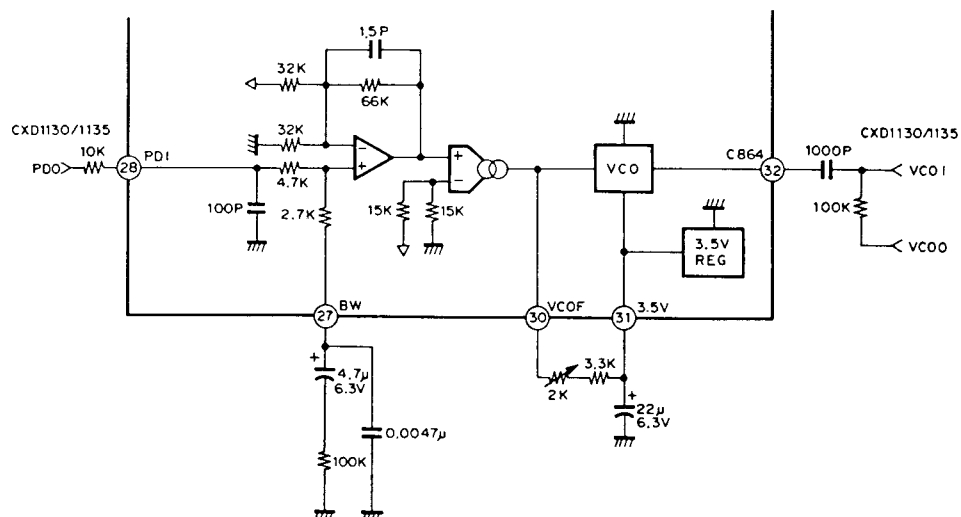 1.5P
32K
66K
CXD1130/1135
10K
PDO
28
PDI
32K
4.7K
100P
2.7K
−
+
+
−
15K
15K
VCO
C864
32
1000P
CXD1130/1135
VCOI
100K
VCOO
3.5V
REG
27
BW
30
VCOF
31
3.5V
+
4.7μ
6.3V
0.0047μ
100K
2K
3.3K
+
22μ
6.3V